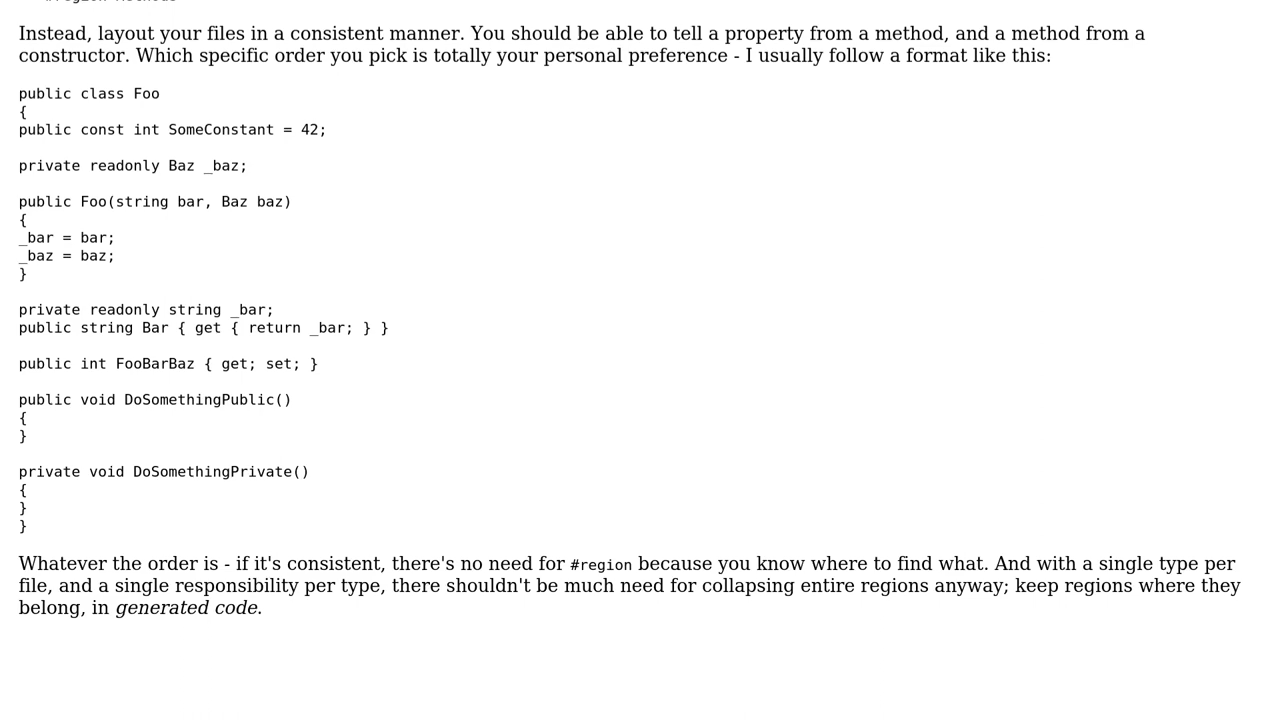 Instead, layout your files in a consistent manner. You should be able to tell a property from a method, and a method from a
constructor. Which specific order you pick is totally your personal preference - I usually follow a format like this:
public class Foo
{
public const int SomeConstant = 42;
private readonly Baz _baz;
public Foo(string bar, Baz baz)
{
_bar = bar;
_baz = baz;
}
private readonly string _bar;
public string Bar { get { return _bar; } }
public int FooBarBaz { get; set; }
public void DoSomethingPublic()
{
}
private void DoSomethingPrivate()
{
}
}
Whatever the order is - if it's consistent, there's no need for #region because you know where to find what. And with a single type per
file, and a single responsibility per type, there shouldn't be much need for collapsing entire regions anyway; keep regions where they
belong, in generated code.